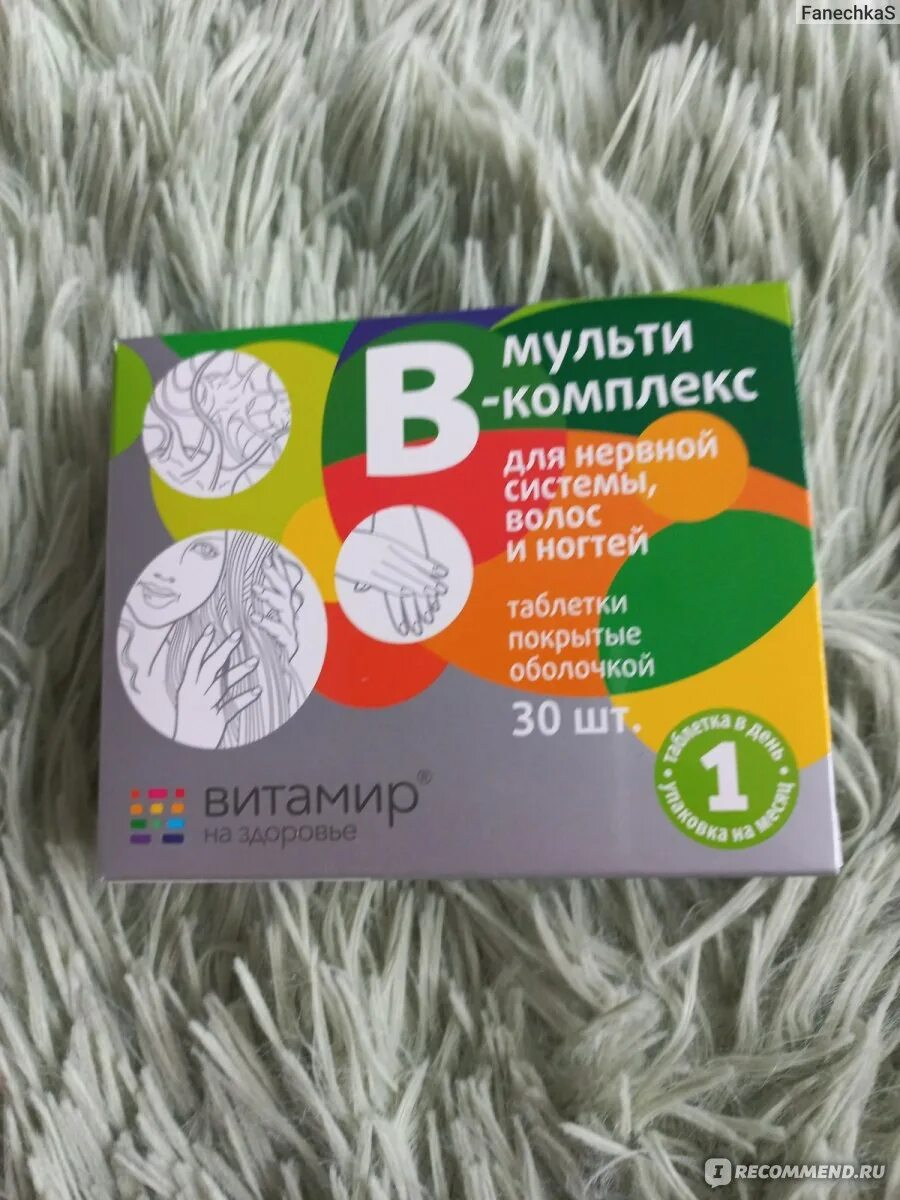 FanechkaS
В мульти
-комплекс
для нервной
системы,
волос
и ногтей
таблетки
покрытые
оболочкой
30 шт.
таблетка в день
1
упаковка на месяц
витамир®
на здоровье
I RECOMMEND.RU